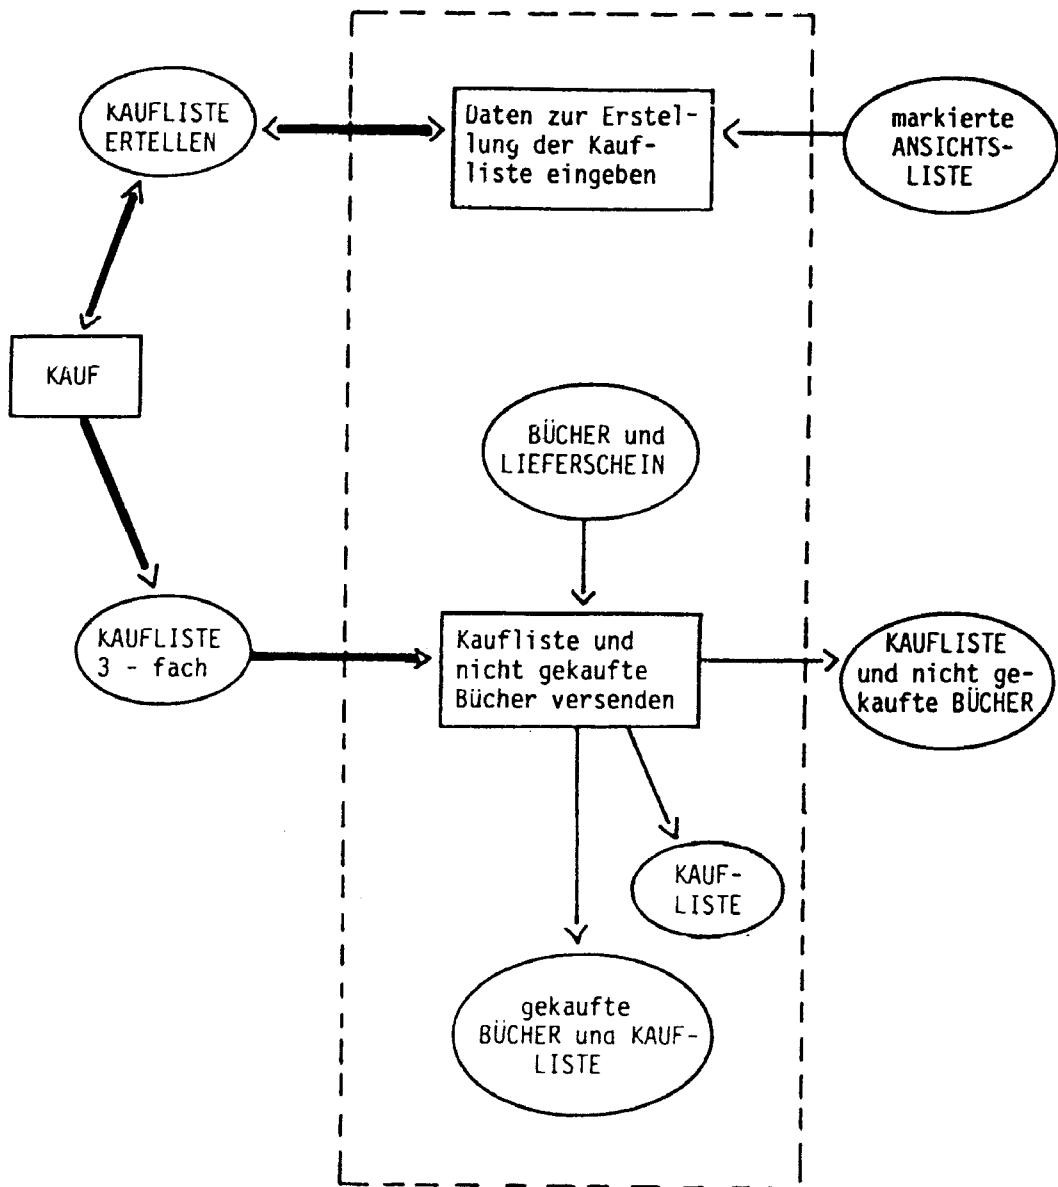 KAUFLISTE
ERTELLEN
Daten zur Erstel-
lung der Kauf-
liste eingeben
markierte
ANSICHTS-
LISTE
KAUF
BÜCHER und
LIEFERSCHEIN
KAUFLISTE
3 - fach
Kaufliste und
nicht gekaufte
Bücher versenden
KAUFLISTE
und nicht ge-
kaufte BÜCHER
KAUF-
LISTE
gekaufte
BÜCHER und KAUF-
LISTE